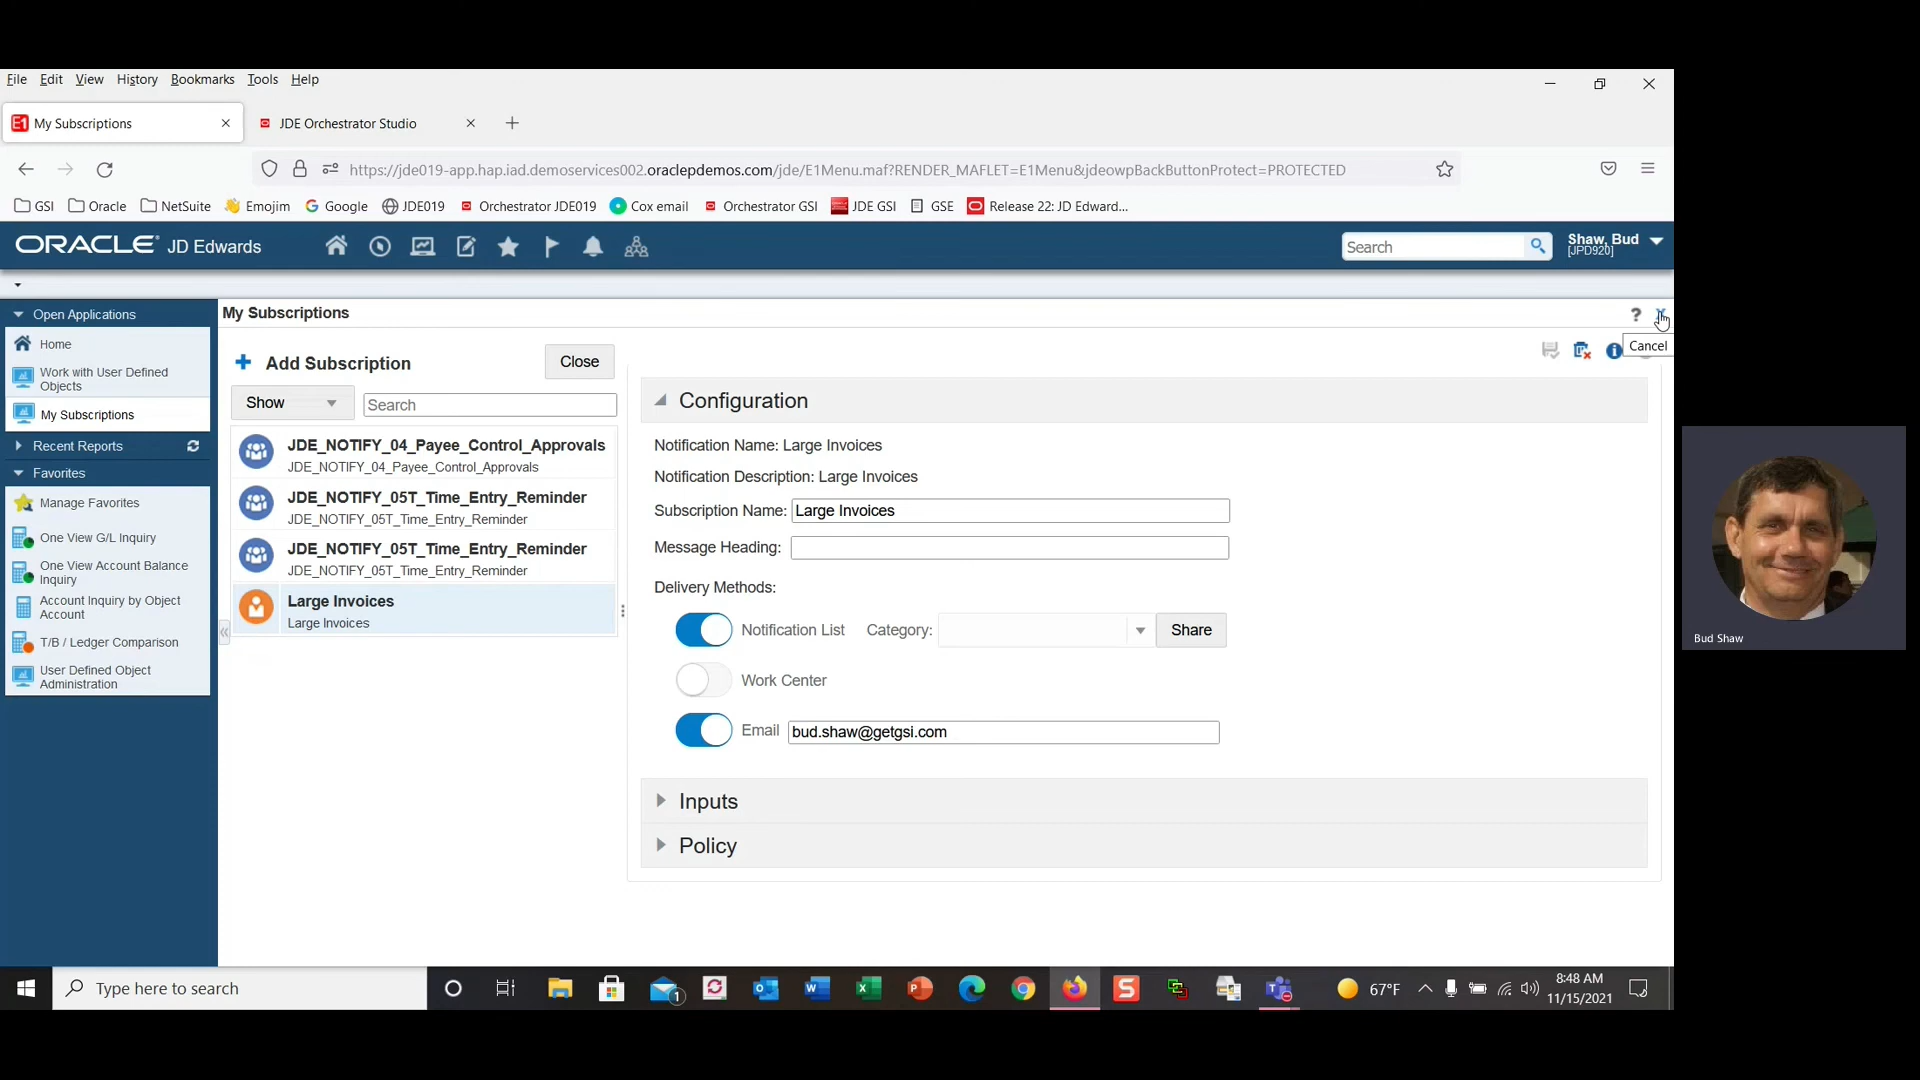 File Edit View History Bookmarks Tools Help
E1 My Subscriptions
JDE Orchestrator Studio
https://jde019-app.hap.iad.demoservices002.oraclepdemos.com/jde/E1Menu.maf?RENDER_MAFLET=E1Menu&jdeowpBackButtonProtect=PROTECTED
GSI Oracle NetSuite Emojim Google JDE019 Orchestrator JDE019 Cox email Orchestrator GSI JDE GSI GSE Release 22: JD Edward...
ORACLE JD Edwards
Search
Shaw, Bud
[JPD920]
Open Applications
Home
Work with User Defined
Objects
My Subscriptions
Recent Reports
Favorites
Manage Favorites
One View G/L Inquiry
One View Account Balance
Inquiry
Account Inquiry by Object
Account
T/B / Ledger Comparison
User Defined Object
Administration
My Subscriptions
?
Cancel
Add Subscription Close
Show Search
JDE_NOTIFY_04_Payee_Control_Approvals
JDE_NOTIFY_04_Payee_Control_Approvals
JDE_NOTIFY_05T_Time_Entry_Reminder
JDE_NOTIFY_05T_Time_Entry_Reminder
JDE_NOTIFY_05T_Time_Entry_Reminder
JDE_NOTIFY_05T_Time_Entry_Reminder
Large Invoices
Large Invoices
Configuration
Notification Name: Large Invoices
Notification Description: Large Invoices
Subscription Name: Large Invoices
Message Heading:
Delivery Methods:
Notification List Category: Share
Work Center
Email bud.shaw@getgsi.com
Inputs
Policy
Bud Shaw
Type here to search
1
67°F
8:48 AM
11/15/2021